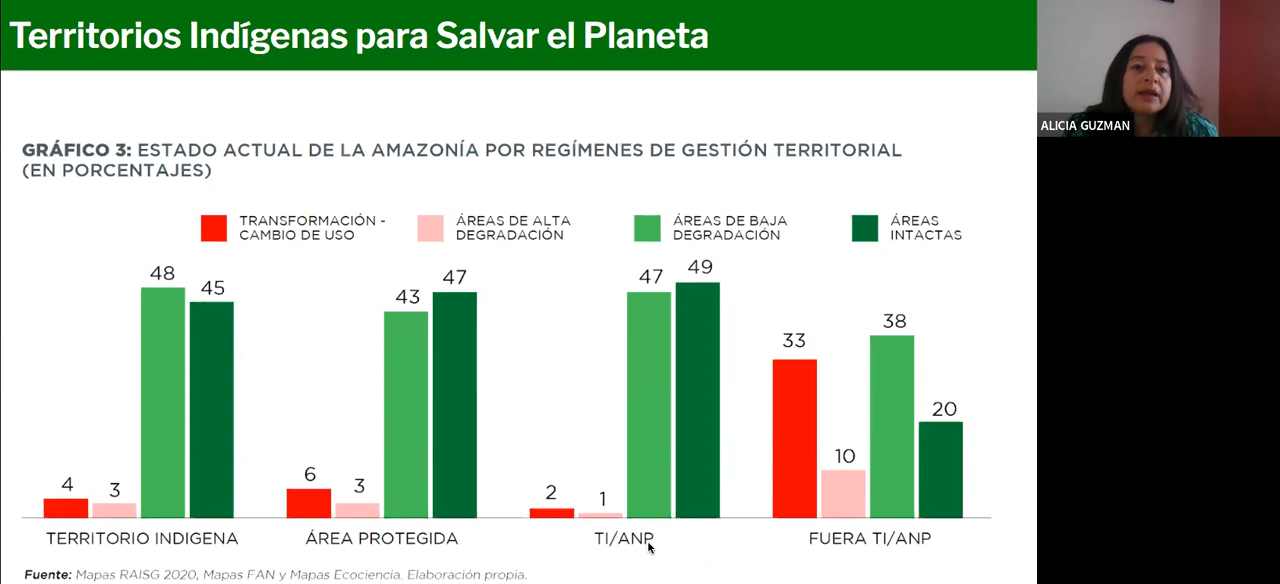 Territorios Indígenas para Salvar el Planeta
ALICIA GUZMAN
GRÁFICO 3: ESTADO ACTUAL DE LA AMAZONÍA POR REGÍMENES DE GESTIÓN TERRITORIAL
(EN PORCENTAJES)
TRANSFORMACIÓN -
CAMBIO DE USO
ÁREAS DE ALTA
DEGRADACIÓN
ÁREAS DE BAJA
DEGRADACIÓN
ÁREAS
INTACTAS
4
3
48
45
6
3
43
47
2
1
47
49
33
10
38
20
TERRITORIO INDIGENA
ÁREA PROTEGIDA
TI/ANP
FUERA TI/ANP
Fuente: Mapas RAISG 2020, Mapas FAN y Mapas Ecociencia. Elaboración propia.